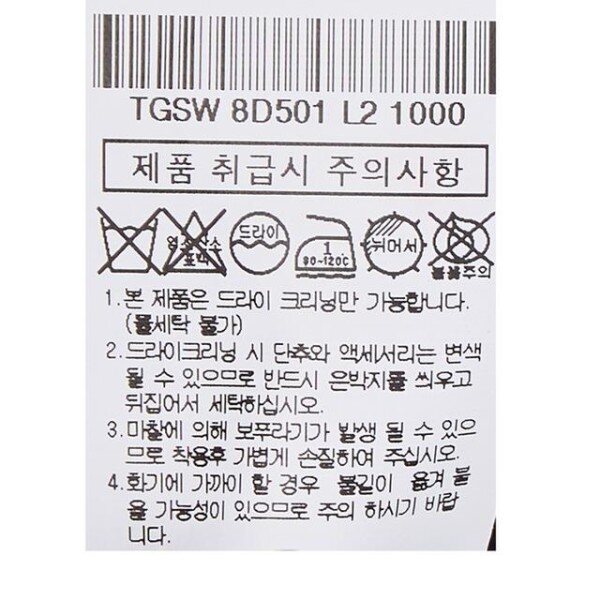 TGSW 8D501 L2 1000
제품 취급시 주의사항
염소산소 표백
드라이
1
80~120℃
뉘어서
불꽃주의
1.본 제품은 드라이 크리닝만 가능합니다.
(물세탁 불가)
2.드라이크리닝 시 단추와 액세서리는 변색
될 수 있으므로 반드시 은박지를 씌우고
뒤집어서 세탁하십시오.
3.마찰에 의해 보푸라기가 발생 될 수 있으
므로 착용후 가볍게 손질하여 주십시오.
4.화기에 가까이 할 경우 불길이 옮겨 붙
을 가능성이 있으므로 주의 하시기 바랍
니다.